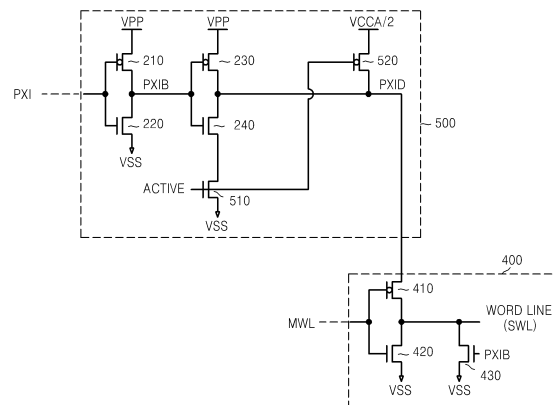 VPP VPP VCCA/2
210 230 520
PXI PXIB PXID
220 240 500
VSS
ACTIVE
510
VSS
400
410
WORD LINE
(SWL)
MWL
420 PXIB
430
VSS VSS